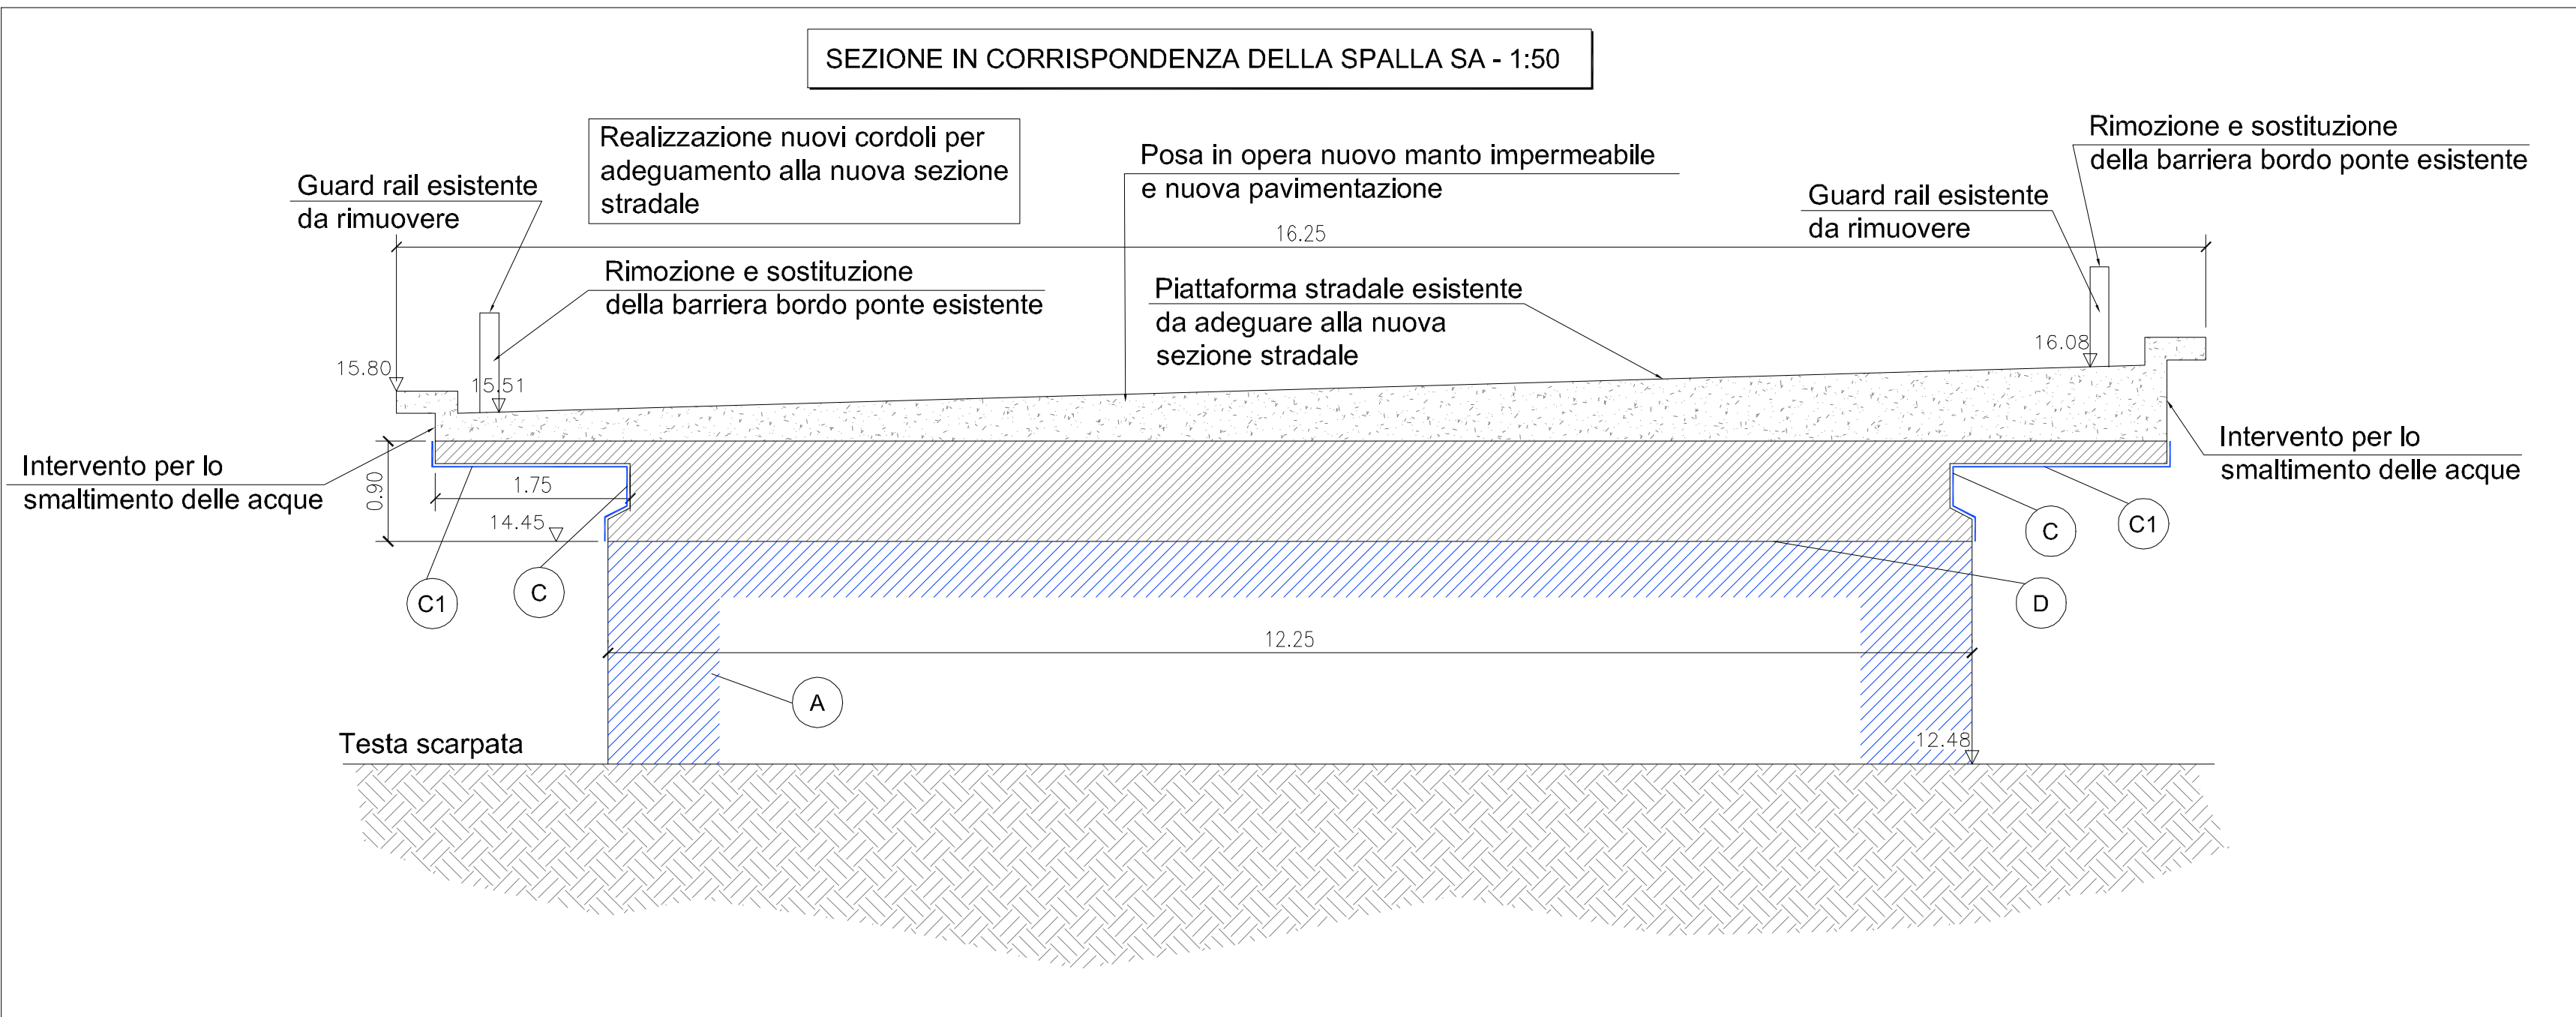 SEZIONE IN CORRISPONDENZA DELLA SPALLA SA - 1:50
Realizzazione nuovi cordoli per
adeguamento alla nuova sezione
stradale
Guard rail esistente
da rimuovere
Posa in opera nuovo manto impermeabile
e nuova pavimentazione
Rimozione e sostituzione
della barriera bordo ponte esistente
Guard rail esistente
da rimuovere
16.25
Rimozione e sostituzione
della barriera bordo ponte esistente
Piattaforma stradale esistente
da adeguare alla nuova
sezione stradale
15.80
15.51
16.08
Intervento per lo
smaltimento delle acque
0.90
1.75
14.45
Intervento per lo
smaltimento delle acque
C1
C
C
C1
D
12.25
A
Testa scarpata
12.48